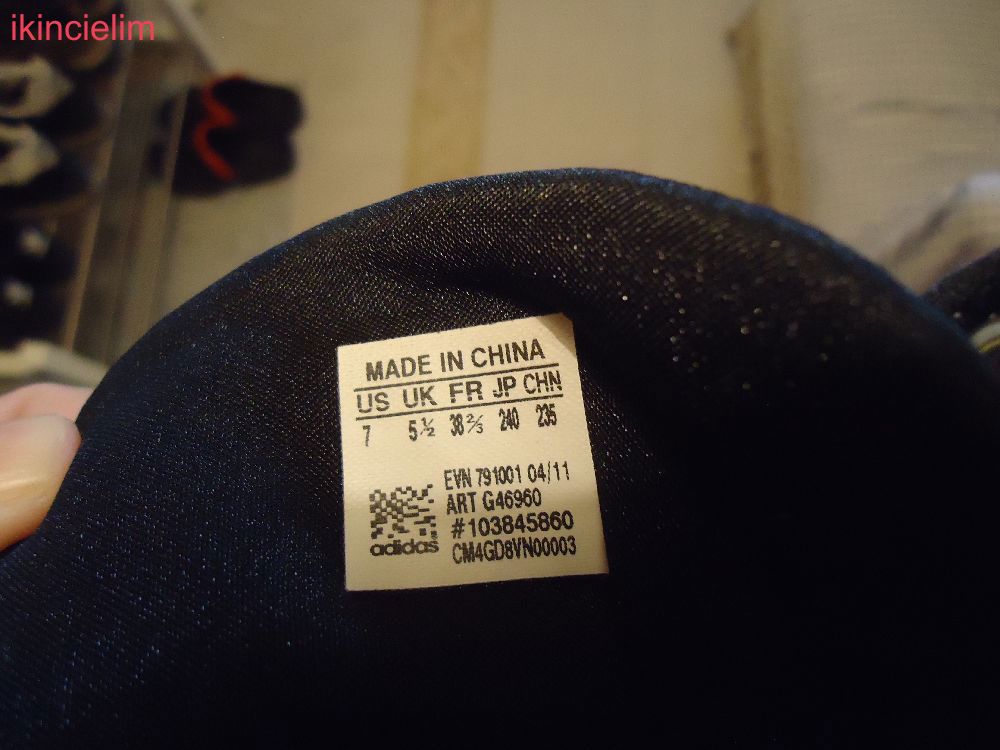 ikincielim
MADE IN CHINA
US UK FR JP CHN
7 5½ 38⅔ 240 235
EVN 791001 04/11
ART G46960
#103845860
adidas
CM4GD8VN00003